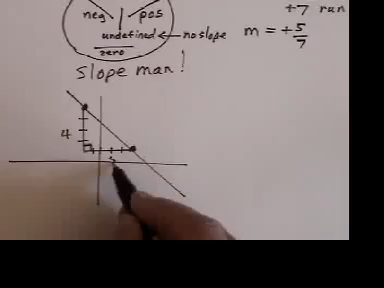 neg | pos
undefined ← no slope
zero
slope man!
+7 run
m = +5/7
4